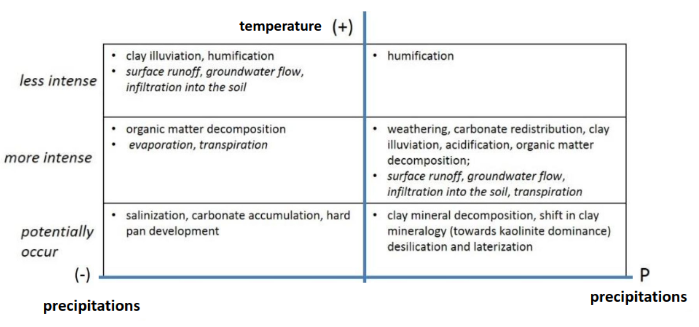 temperature (+)
less intense
• clay illuviation, humification
• surface runoff, groundwater flow,
infiltration into the soil
• humification
more intense
• organic matter decomposition
• evaporation, transpiration
• weathering, carbonate redistribution, clay
illuviation, acidification, organic matter
decomposition;
• surface runoff, groundwater flow,
infiltration into the soil, transpiration
potentially
occur
• salinization, carbonate accumulation, hard
pan development
• clay mineral decomposition, shift in clay
mineralogy (towards kaolinite dominance)
desilication and laterization
(-)
P
precipitations
precipitations